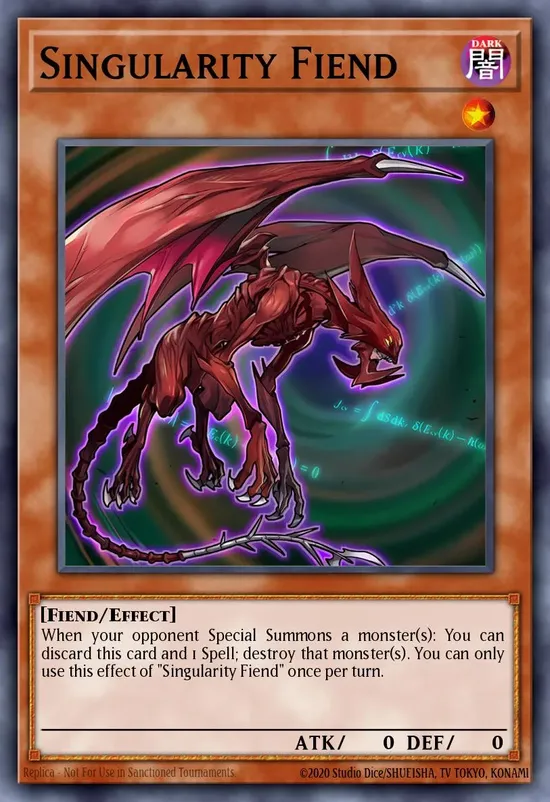 SINGULARITY FIEND
DARK
闇
= 0
[FIEND/EFFECT]
When your opponent Special Summons a monster(s): You can
discard this card and 1 Spell; destroy that monster(s). You can only
use this effect of "Singularity Fiend" once per turn.
ATK/ 0 DEF/ 0
Replica - Not For Use in Sanctioned Tournaments
©2020 Studio Dice/SHUEISHA, TV TOKYO, KONAMI